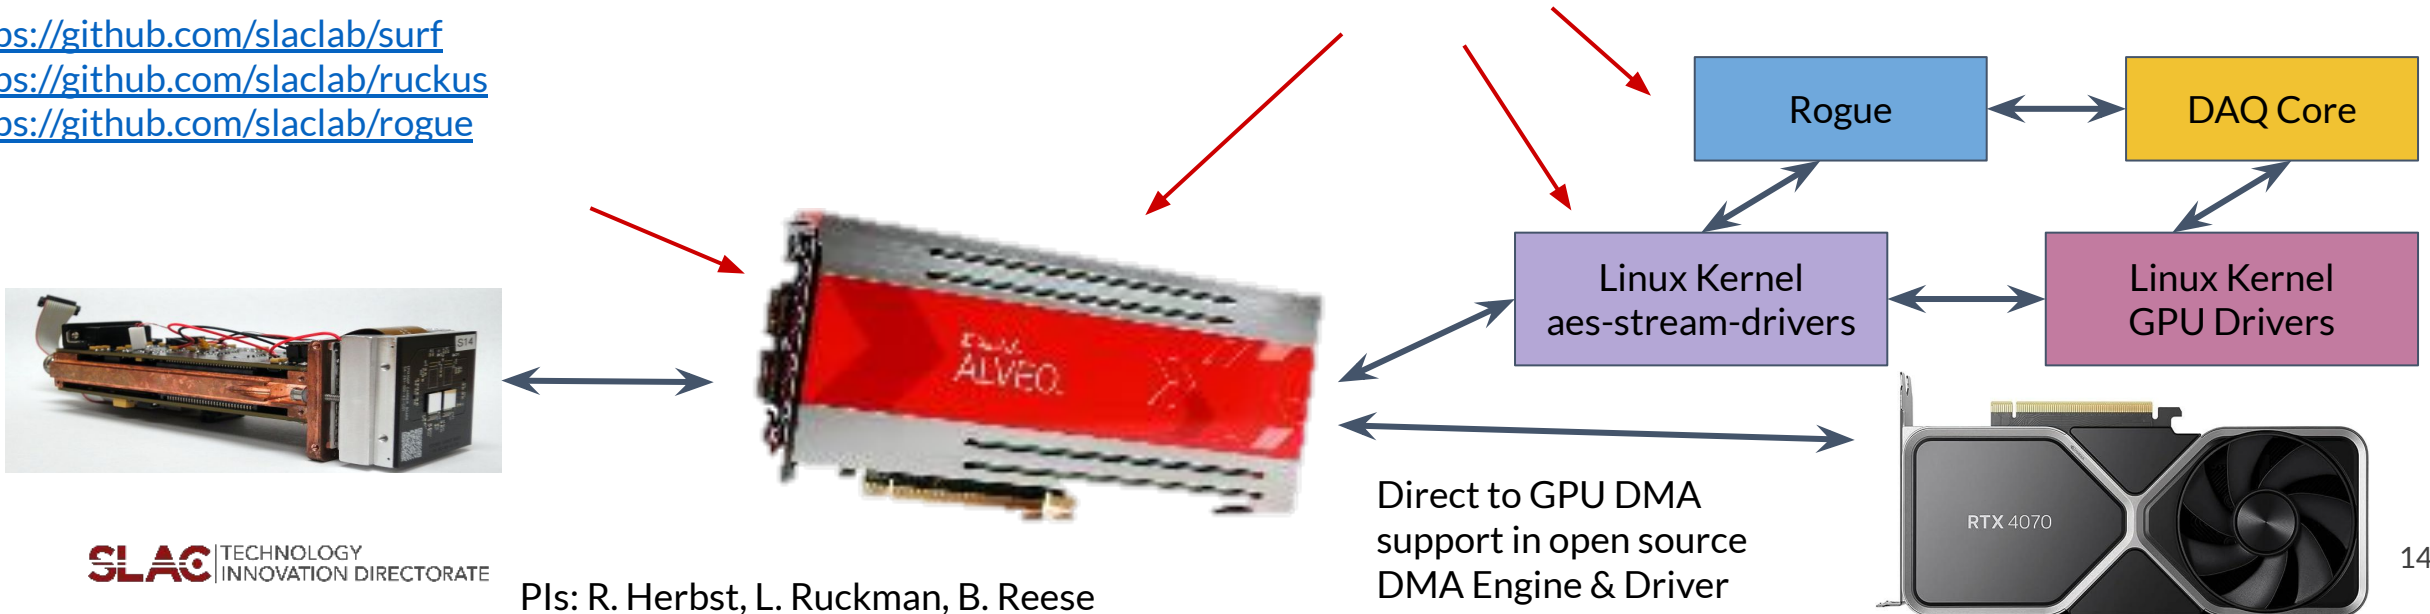 ps://github.com/slaclab/surf
ps://github.com/slaclab/ruckus
ps://github.com/slaclab/rogue
Rogue
DAQ Core
Linux Kernel
aes-stream-drivers
Linux Kernel
GPU Drivers
S14
ALVEO
RTX 4070
Direct to GPU DMA
support in open source
DMA Engine & Driver
SLAC TECHNOLOGY
INNOVATION DIRECTORATE
PIs: R. Herbst, L. Ruckman, B. Reese
14